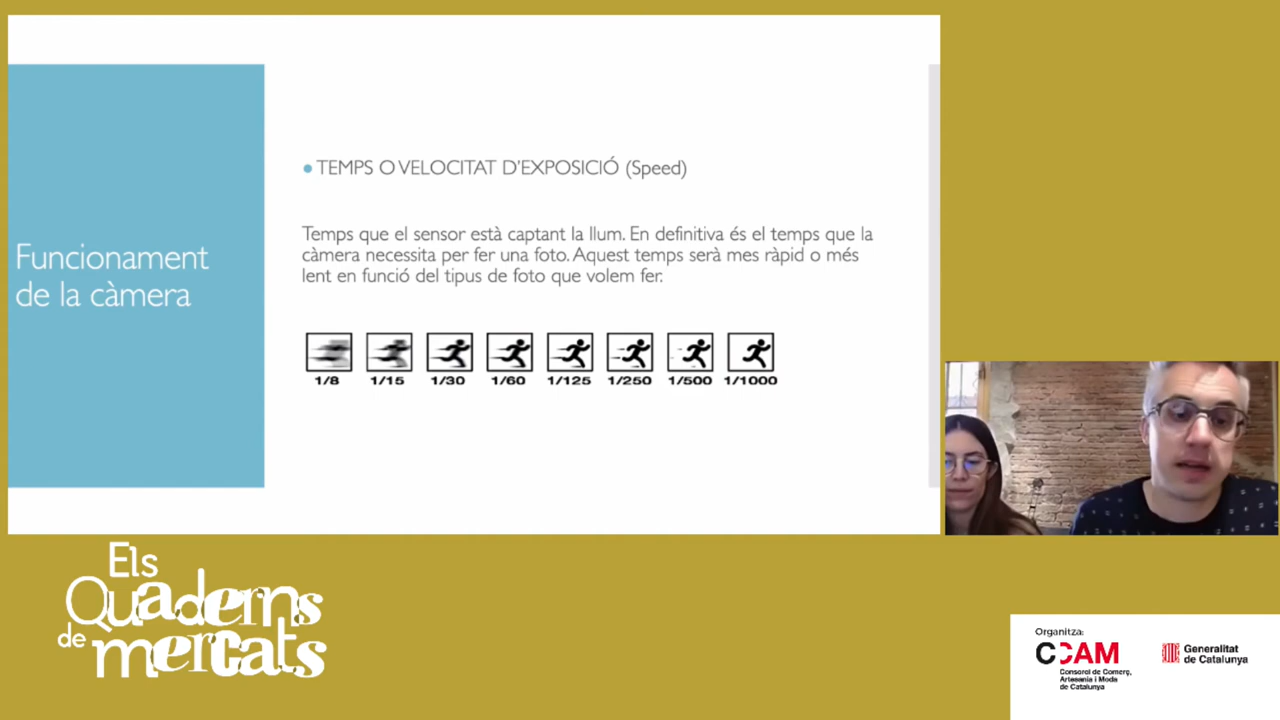 Funcionament
de la càmera
TEMPS O VELOCITAT D'EXPOSICIÓ (Speed)
Temps que el sensor està captant la llum. En definitiva és el temps que la
càmera necessita per fer una foto. Aquest temps serà mes ràpid o més
lent en funció del tipus de foto que volem fer.
1/8 1/15 1/30 1/60 1/125 1/250 1/500 1/1000
Els
Quaderns
de mercats
Organitza:
CCAM
Consorci de Comerç,
Artesania i Moda
de Catalunya
Generalitat
de Catalunya